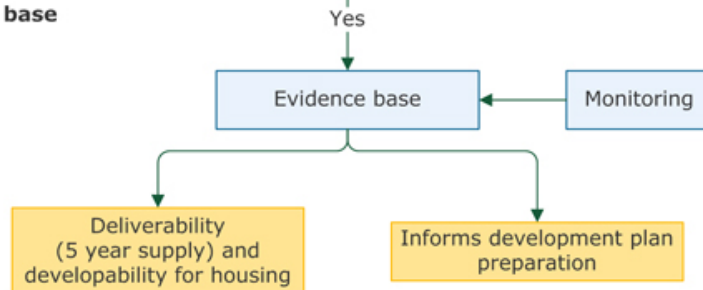 base
Yes
Evidence base
Monitoring
Deliverability
(5 year supply) and
developability for housing
Informs development plan
preparation